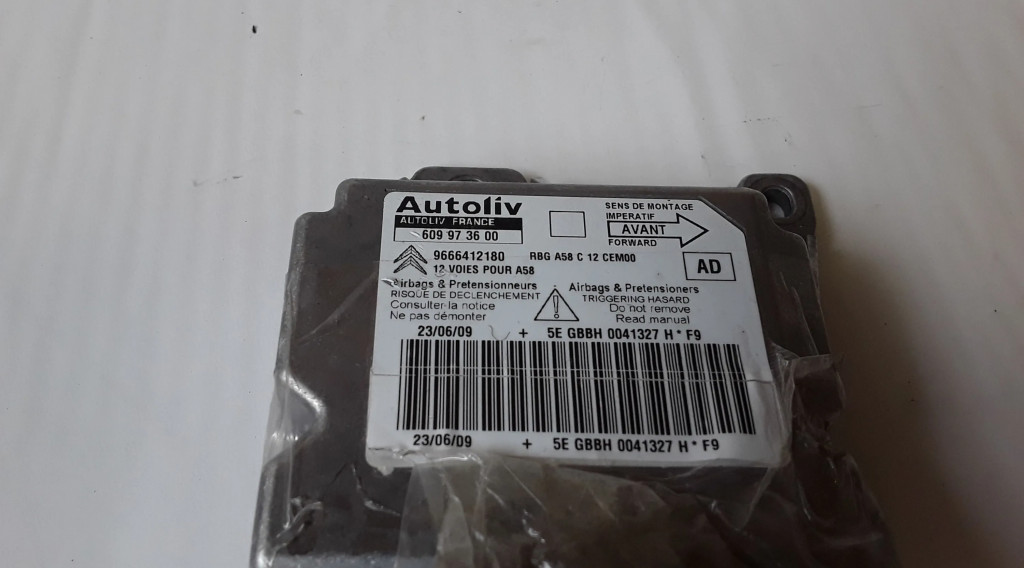 Autoliv
AUTOLIV FRANCE
609 97 36 00
SENS DE MONTAGE
IMPERATIF
AVANT
FORWARD
9666412180 RBG A58 C 12 CEM00
12 VOIES POUR A58
AD
Airbags & Pretensionneurs
RISQUE DE DECLENCHEMENT
Consulter la notice
Ne pas démonter
Airbags & Pretensioners
TRIGGERING HASARD
Do not remove
Read manual
23/06/09 + 5E GBBH 0041327 H * F9
23/06/09 + 5E GBBH 0041327 H * F9